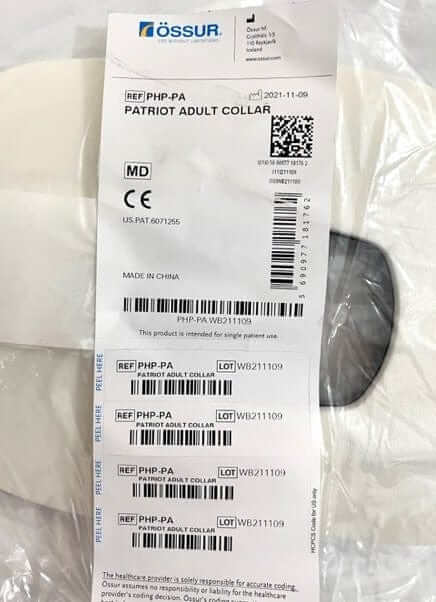 ÖSSUR.
LIFE WITHOUT LIMITATIONS
Össur hf.
Grjótháls 1-5
110 Reykjavík
Iceland
www.ossur.com
REF PHP-PA
2021-11-09
PATRIOT ADULT COLLAR
MD
CE
US.PAT.6071255
MADE IN CHINA
5 690977 181762
PHP-PA WB211109
This product is intended for single patient use.
PEEL HERE
REF PHP-PA LOT WB211109
PATRIOT ADULT COLLAR
PEEL HERE
REF PHP-PA LOT WB211109
PATRIOT ADULT COLLAR
PEEL HERE
REF PHP-PA LOT WB211109
PATRIOT ADULT COLLAR
PEEL HERE
REF PHP-PA LOT WB211109
PATRIOT ADULT COLLAR
HCPCS Code for US only
The healthcare provider is solely responsible for accurate coding.
Össur assumes no responsibility or liability for the healthcare
provider's coding decision. Össur's coding